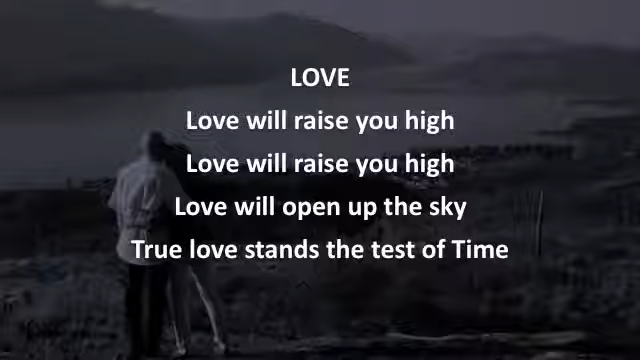 LOVE
Love will raise you high
Love will raise you high
Love will open up the sky
True love stands the test of Time